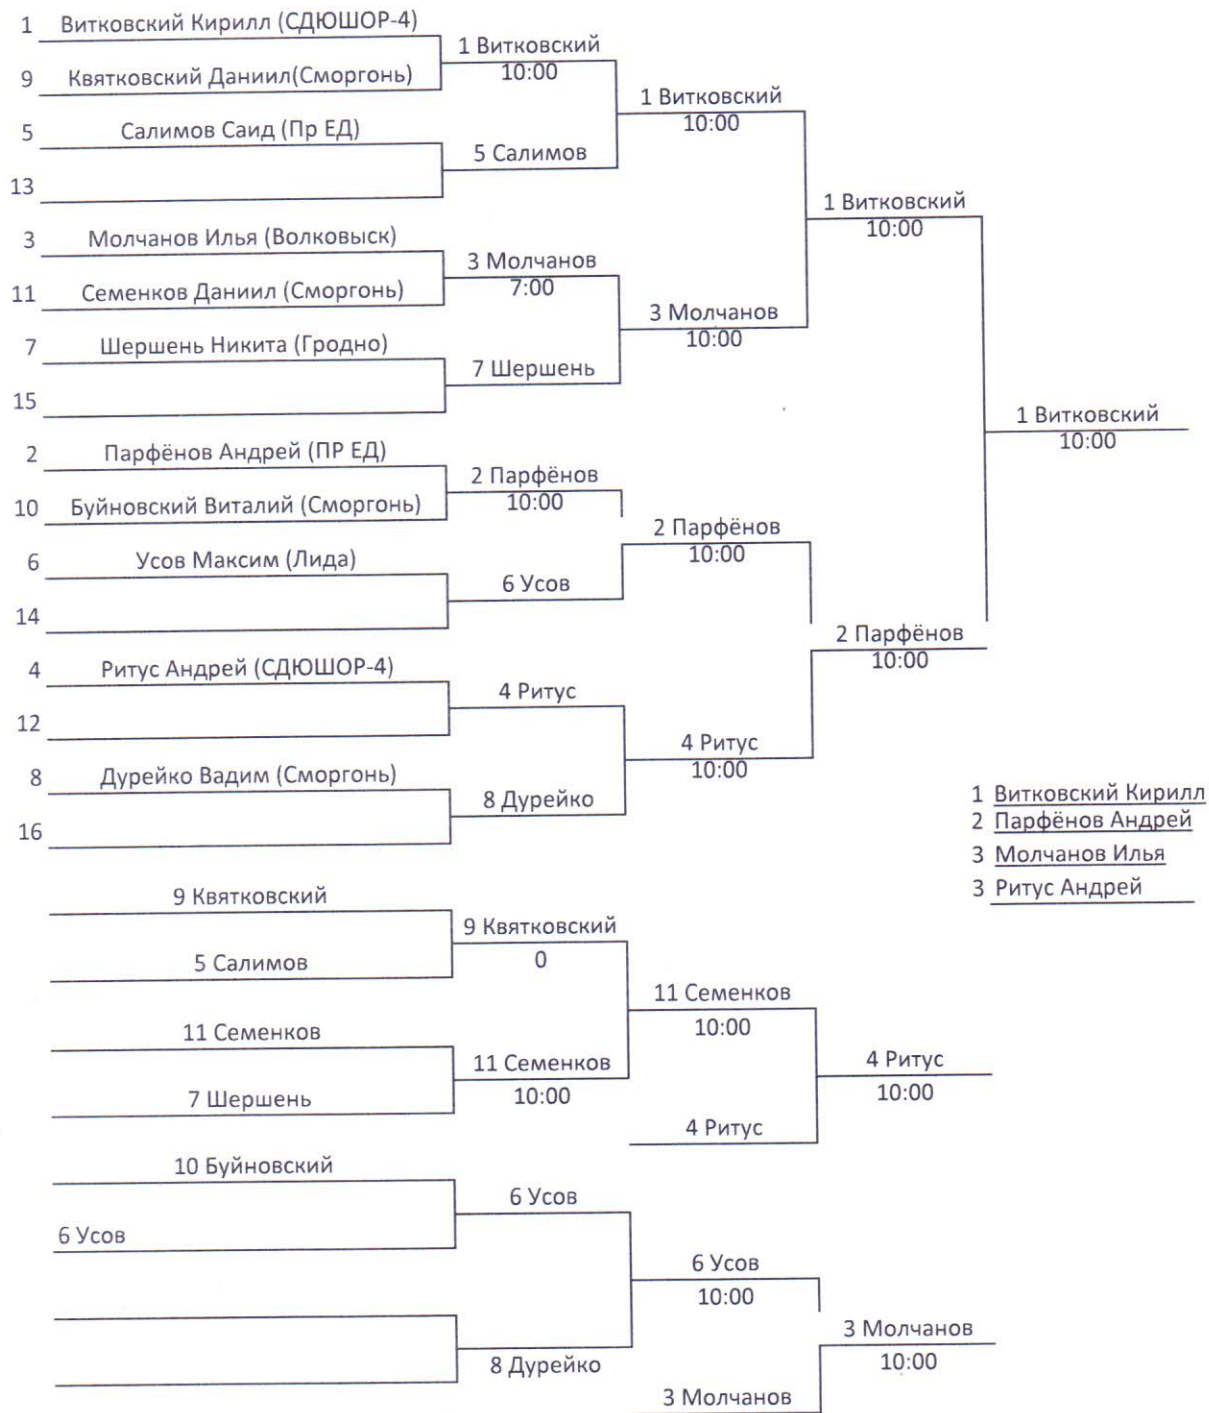 1 Витковский Кирилл (СДЮШОР-4)
1 Витковский
10:00
9 Квятковский Даниил(Сморгонь)
1 Витковский
10:00
5 Салимов Саид (Пр ЕД)
5 Салимов
13
1 Витковский
10:00
3 Молчанов Илья (Волковыск)
3 Молчанов
7:00
11 Семенков Даниил (Сморгонь)
3 Молчанов
10:00
7 Шершень Никита (Гродно)
7 Шершень
15
1 Витковский
10:00
2 Парфёнов Андрей (ПР ЕД)
2 Парфёнов
10:00
10 Буйновский Виталий (Сморгонь)
2 Парфёнов
10:00
6 Усов Максим (Лида)
6 Усов
14
2 Парфёнов
10:00
4 Ритус Андрей (СДЮШОР-4)
4 Ритус
12
4 Ритус
10:00
8 Дурейко Вадим (Сморгонь)
8 Дурейко
16
1 Витковский Кирилл
2 Парфёнов Андрей
3 Молчанов Илья
3 Ритус Андрей
9 Квятковский
9 Квятковский
0
5 Салимов
11 Семенков
10:00
11 Семенков
11 Семенков
10:00
4 Ритус
10:00
7 Шершень
4 Ритус
10 Буйновский
6 Усов
6 Усов
6 Усов
10:00
3 Молчанов
10:00
8 Дурейко
3 Молчанов